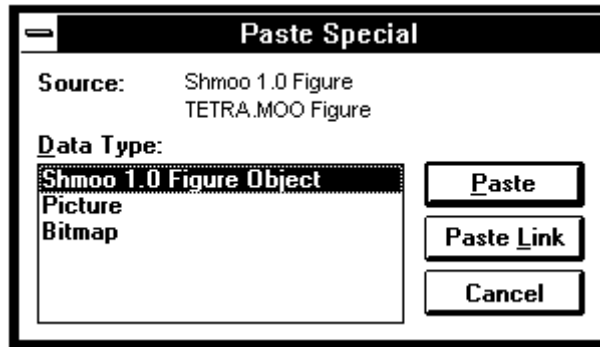 Paste Special
Source: Shmoo 1.0 Figure
TETRA.MOO Figure
Data Type:
Shmoo 1.0 Figure Object
Picture
Bitmap
Paste
Paste Link
Cancel